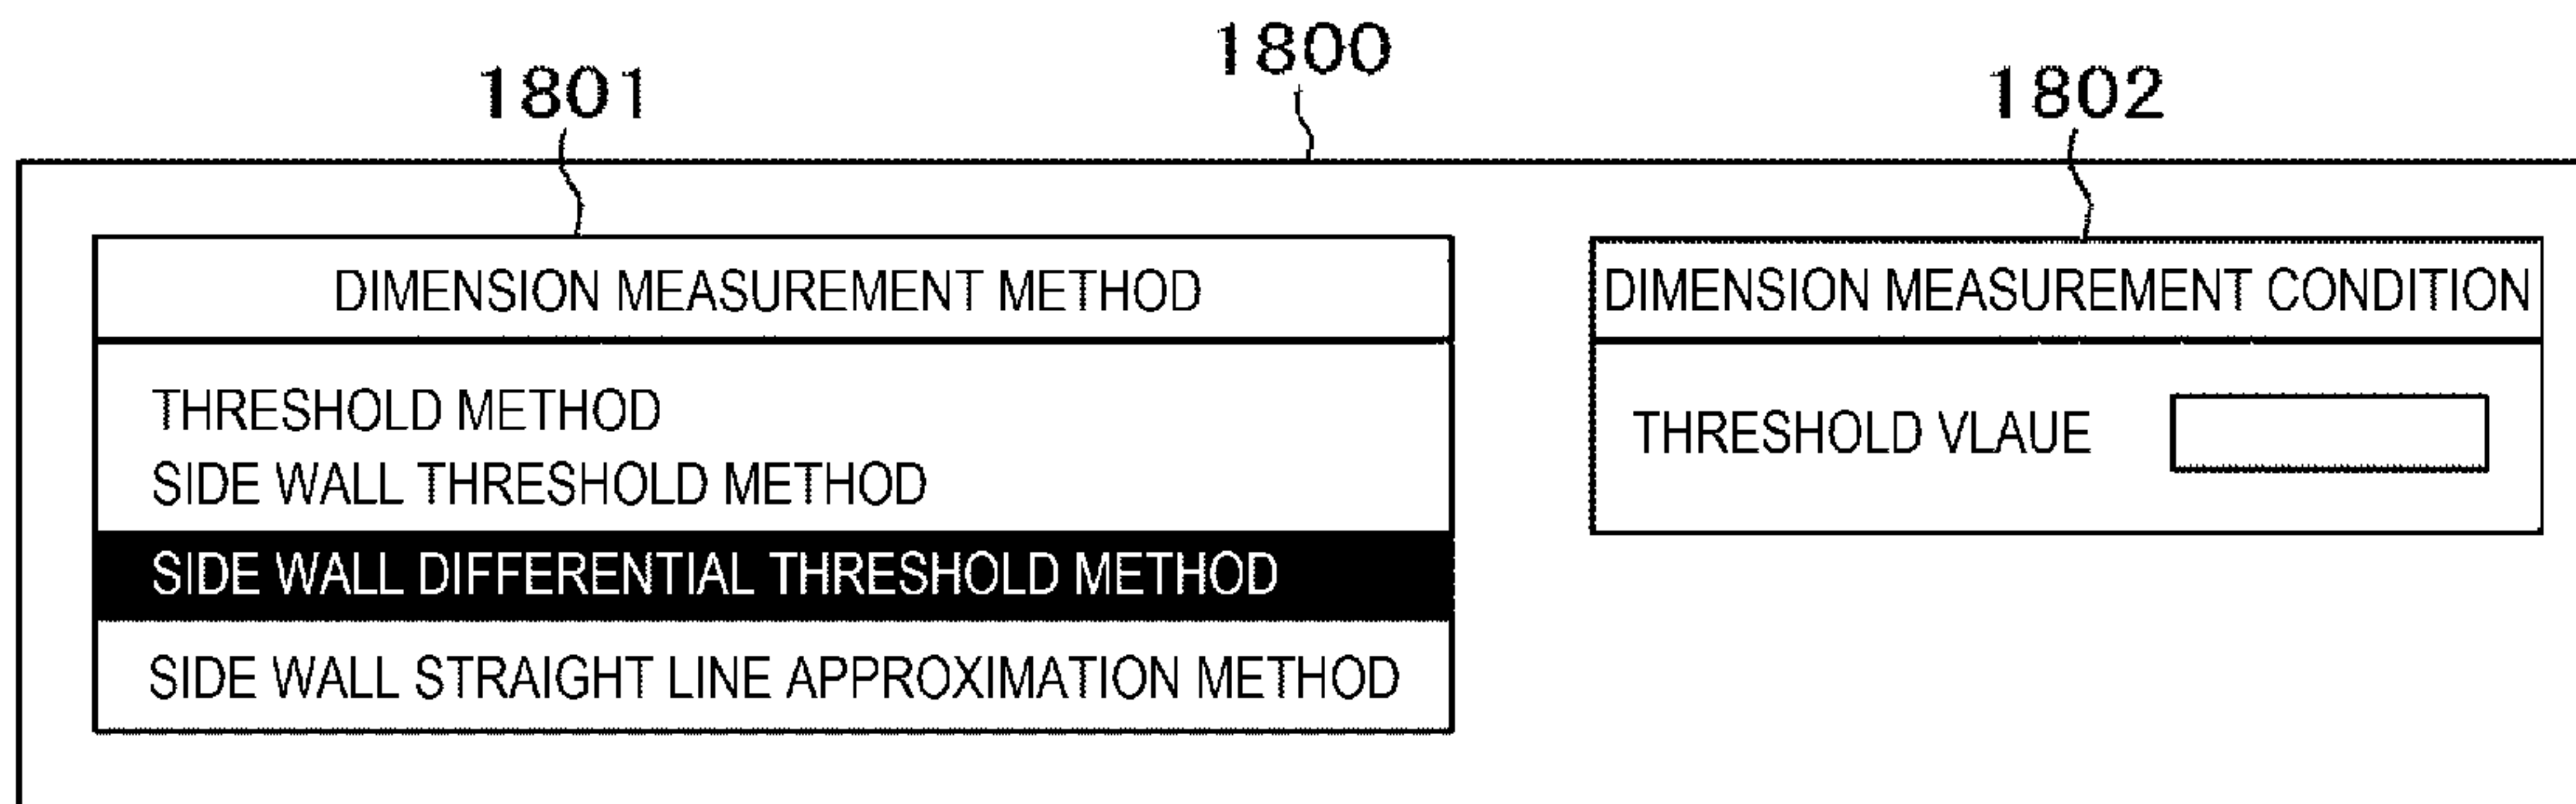 1800
1801
1802
DIMENSION MEASUREMENT METHOD
THRESHOLD METHOD
SIDE WALL THRESHOLD METHOD
SIDE WALL DIFFERENTIAL THRESHOLD METHOD
SIDE WALL STRAIGHT LINE APPROXIMATION METHOD
DIMENSION MEASUREMENT CONDITION
THRESHOLD VLAUE